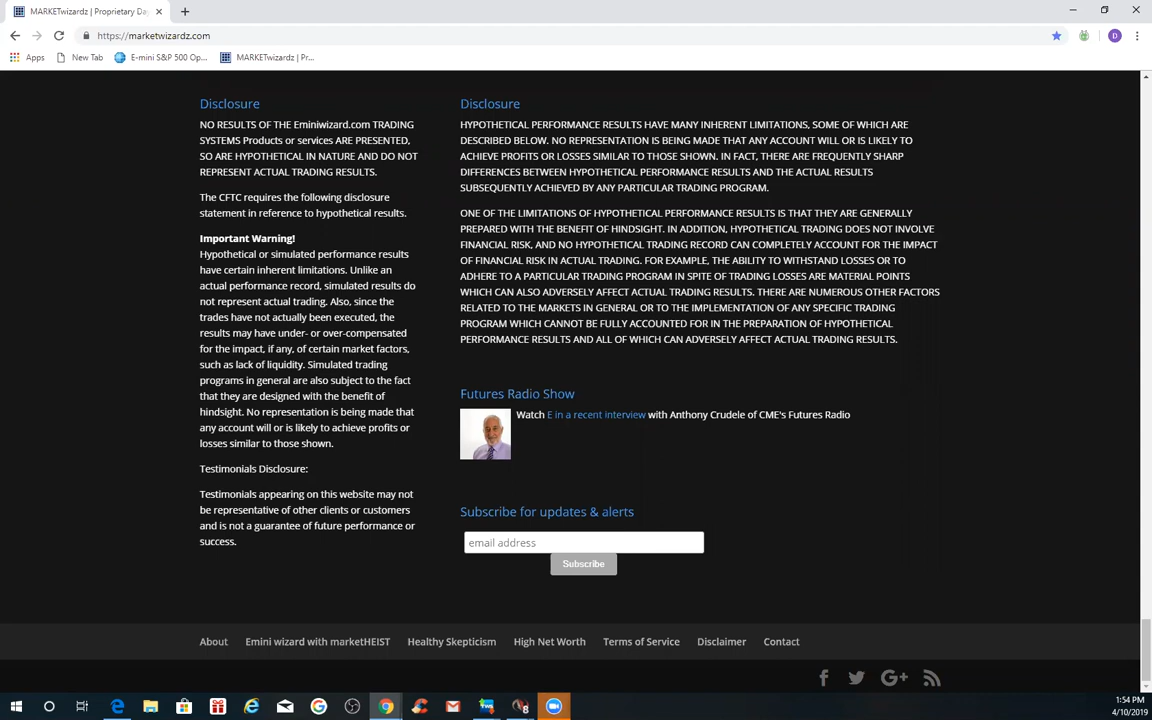 MARKETwizardz | Proprietary Da
https://marketwizardz.com
D
Apps New Tab E-mini S&P 500 Op... MARKETwizardz | Pr...
Disclosure
NO RESULTS OF THE Eminiwizard.com TRADING
SYSTEMS Products or services ARE PRESENTED,
SO ARE HYPOTHETICAL IN NATURE AND DO NOT
REPRESENT ACTUAL TRADING RESULTS.
The CFTC requires the following disclosure
statement in reference to hypothetical results.
Important Warning!
Hypothetical or simulated performance results
have certain inherent limitations. Unlike an
actual performance record, simulated results do
not represent actual trading. Also, since the
trades have not actually been executed, the
results may have under- or over-compensated
for the impact, if any, of certain market factors,
such as lack of liquidity. Simulated trading
programs in general are also subject to the fact
that they are designed with the benefit of
hindsight. No representation is being made that
any account will or is likely to achieve profits or
losses similar to those shown.
Testimonials Disclosure:
Testimonials appearing on this website may not
be representative of other clients or customers
and is not a guarantee of future performance or
success.
Disclosure
HYPOTHETICAL PERFORMANCE RESULTS HAVE MANY INHERENT LIMITATIONS, SOME OF WHICH ARE
DESCRIBED BELOW. NO REPRESENTATION IS BEING MADE THAT ANY ACCOUNT WILL OR IS LIKELY TO
ACHIEVE PROFITS OR LOSSES SIMILAR TO THOSE SHOWN. IN FACT, THERE ARE FREQUENTLY SHARP
DIFFERENCES BETWEEN HYPOTHETICAL PERFORMANCE RESULTS AND THE ACTUAL RESULTS
SUBSEQUENTLY ACHIEVED BY ANY PARTICULAR TRADING PROGRAM.
ONE OF THE LIMITATIONS OF HYPOTHETICAL PERFORMANCE RESULTS IS THAT THEY ARE GENERALLY
PREPARED WITH THE BENEFIT OF HINDSIGHT. IN ADDITION, HYPOTHETICAL TRADING DOES NOT INVOLVE
FINANCIAL RISK, AND NO HYPOTHETICAL TRADING RECORD CAN COMPLETELY ACCOUNT FOR THE IMPACT
OF FINANCIAL RISK IN ACTUAL TRADING. FOR EXAMPLE, THE ABILITY TO WITHSTAND LOSSES OR TO
ADHERE TO A PARTICULAR TRADING PROGRAM IN SPITE OF TRADING LOSSES ARE MATERIAL POINTS
WHICH CAN ALSO ADVERSELY AFFECT ACTUAL TRADING RESULTS. THERE ARE NUMEROUS OTHER FACTORS
RELATED TO THE MARKETS IN GENERAL OR TO THE IMPLEMENTATION OF ANY SPECIFIC TRADING
PROGRAM WHICH CANNOT BE FULLY ACCOUNTED FOR IN THE PREPARATION OF HYPOTHETICAL
PERFORMANCE RESULTS AND ALL OF WHICH CAN ADVERSELY AFFECT ACTUAL TRADING RESULTS.
Futures Radio Show
Watch E in a recent interview with Anthony Crudele of CME's Futures Radio
Subscribe for updates & alerts
email address
Subscribe
About Emini wizard with marketHEIST Healthy Skepticism High Net Worth Terms of Service Disclaimer Contact
1:54 PM
4/10/2019